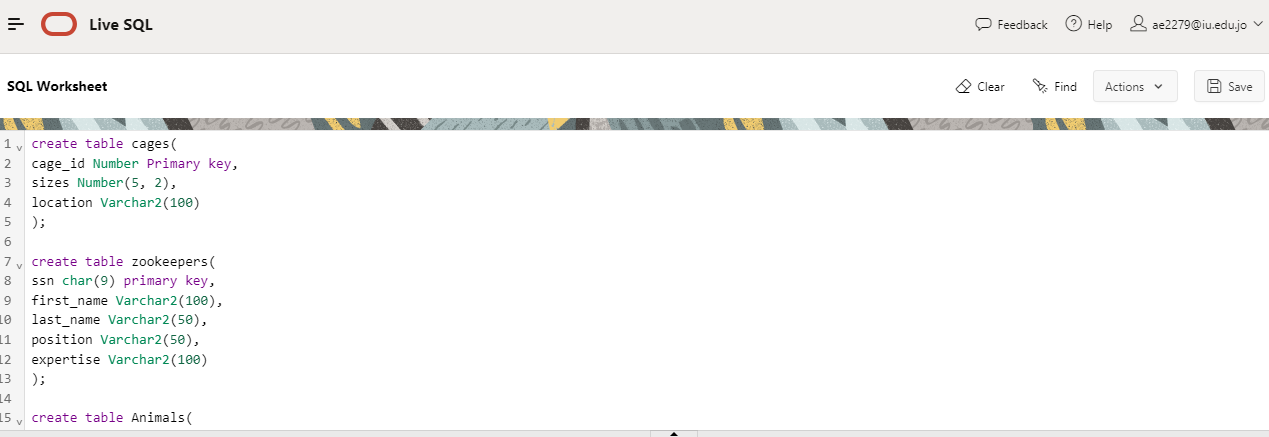 Live SQL
Feedback
Help
ae2279@iu.edu.jo
SQL Worksheet
Clear
Find
Actions
Save
1 create table cages(
2 cage_id Number Primary key,
3 sizes Number(5, 2),
4 location Varchar2(100)
5 );
6
7 create table zookeepers(
8 ssn char(9) primary key,
9 first_name Varchar2(100),
10 last_name Varchar2(50),
11 position Varchar2(50),
12 expertise Varchar2(100)
13 );
14
15 create table Animals(